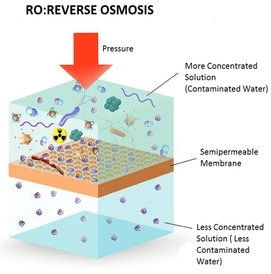 RO:REVERSE OSMOSIS
Pressure
More Concentrated
Solution
(Contaminated Water)
Semipermeable
Membrane
Less Concentrated
Solution ( Less
Contaminated
Water)